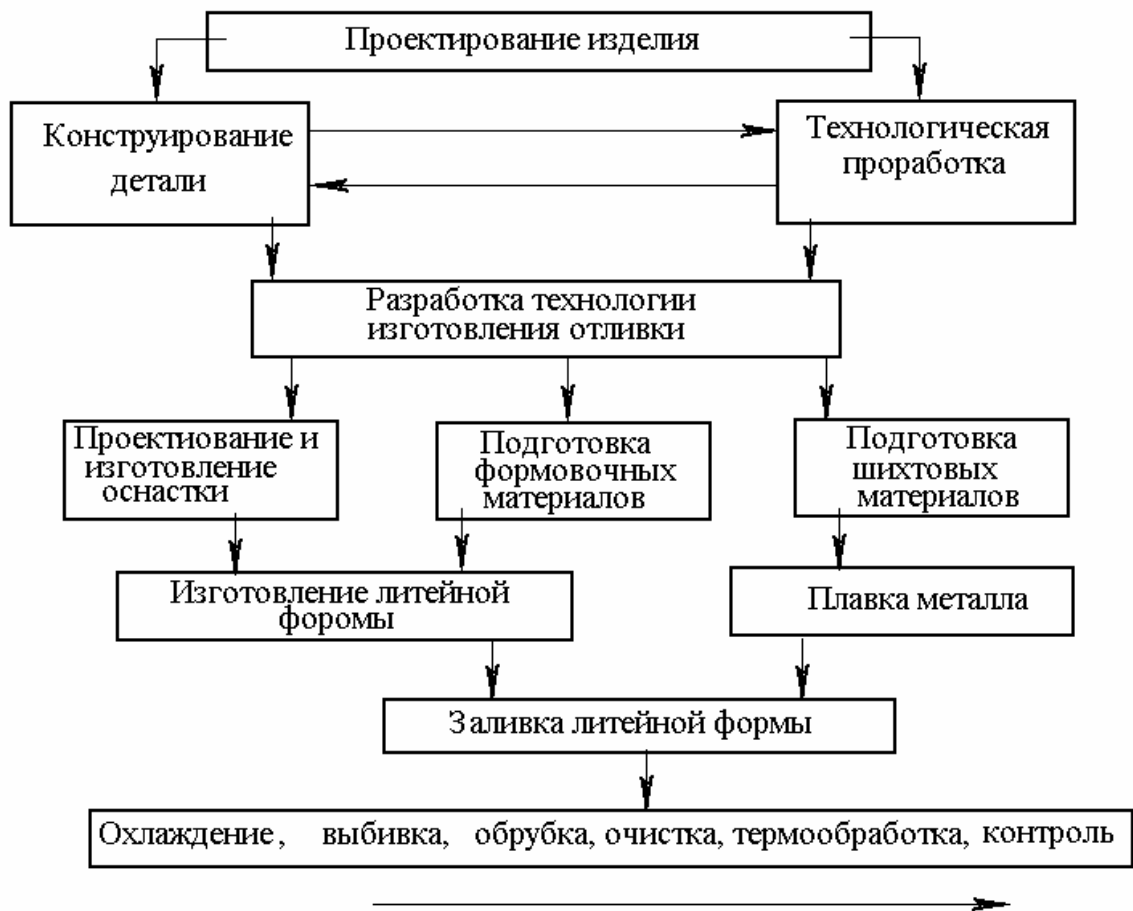 Проектирование изделия
Конструирование
детали
Технологическая
проработка
Разработка технологии
изготовления отливки
Проектиование и
изготовление
оснастки
Подготовка
формовочных
материалов
Подготовка
шихтовых
материалов
Изготовление литейной
форомы
Плавка металла
Заливка литейной формы
Охлаждение, выбивка, обрубка, очистка, термообработка, контроль